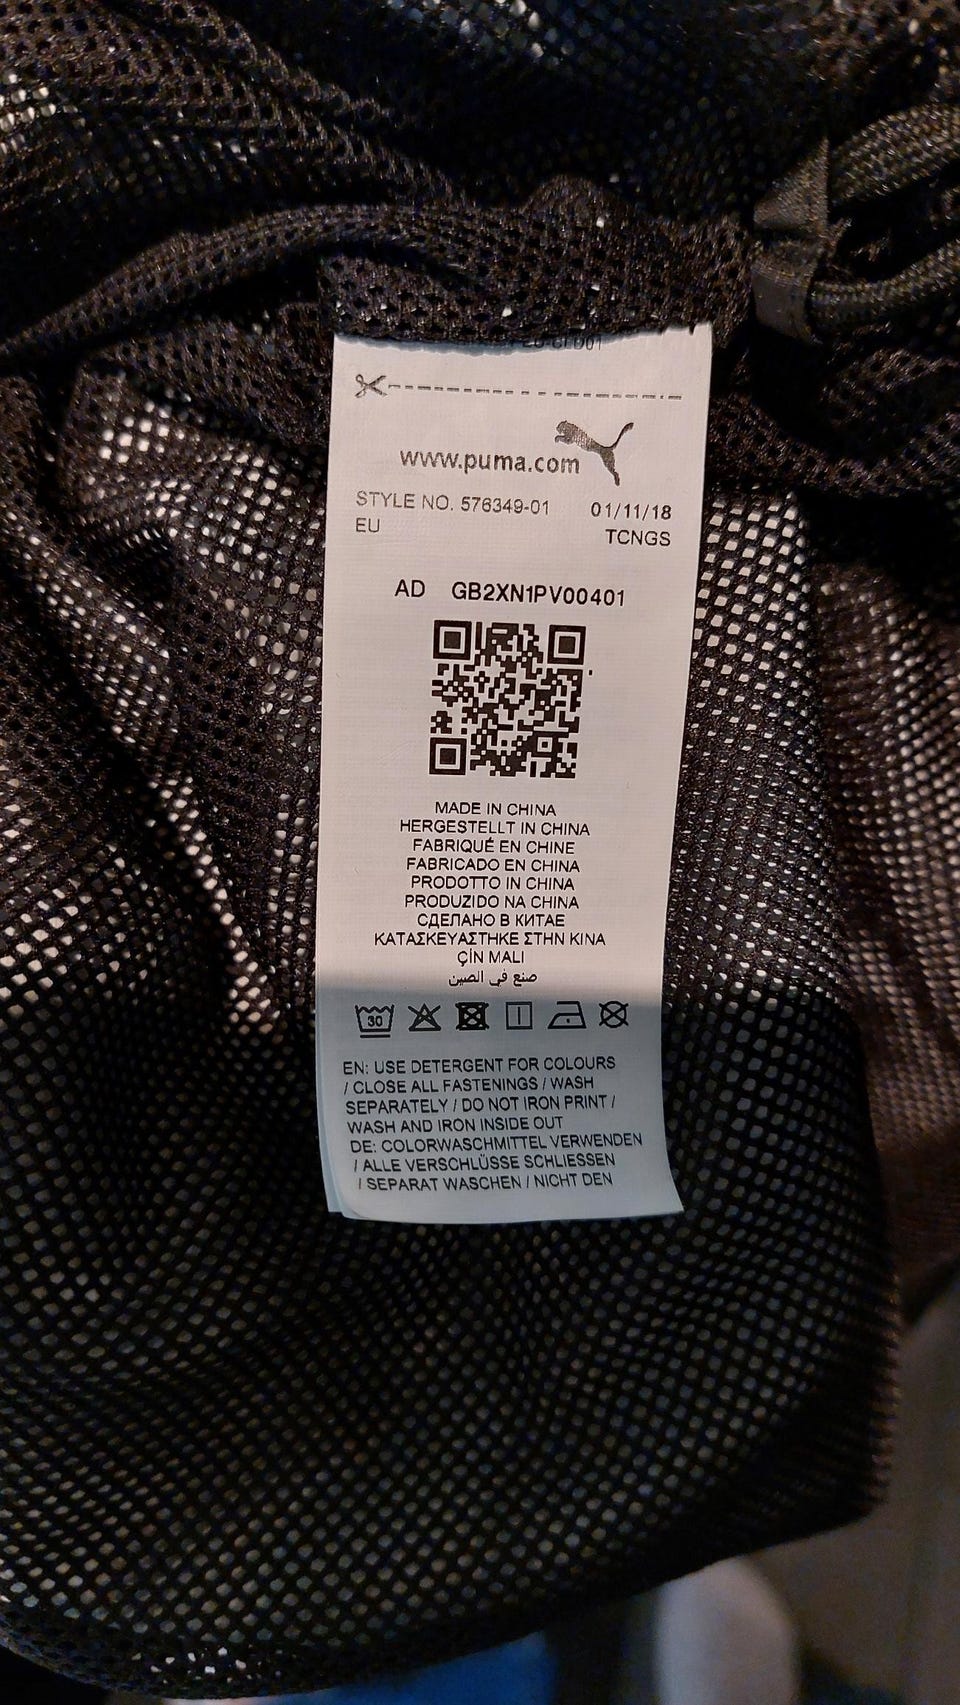 www.puma.com
STYLE NO. 576349-01 01/11/18
EU TCNGS
AD GB2XN1PV00401
MADE IN CHINA
HERGESTELLT IN CHINA
FABRIQUÉ EN CHINE
FABRICADO EN CHINA
PRODOTTO IN CHINA
PRODUZIDO NA CHINA
СДЕЛАНО В КИТАЕ
ΚΑΤΑΣΚΕΥΑΣΤΗΚΕ ΣΤΗΝ ΚΙΝΑ
ÇİN MALI
صنع في الصين
30
EN: USE DETERGENT FOR COLOURS
/ CLOSE ALL FASTENINGS / WASH
SEPARATELY / DO NOT IRON PRINT /
WASH AND IRON INSIDE OUT
DE: COLORWASCHMITTEL VERWENDEN
/ ALLE VERSCHLÜSSE SCHLIESSEN
/ SEPARAT WASCHEN / NICHT DEN